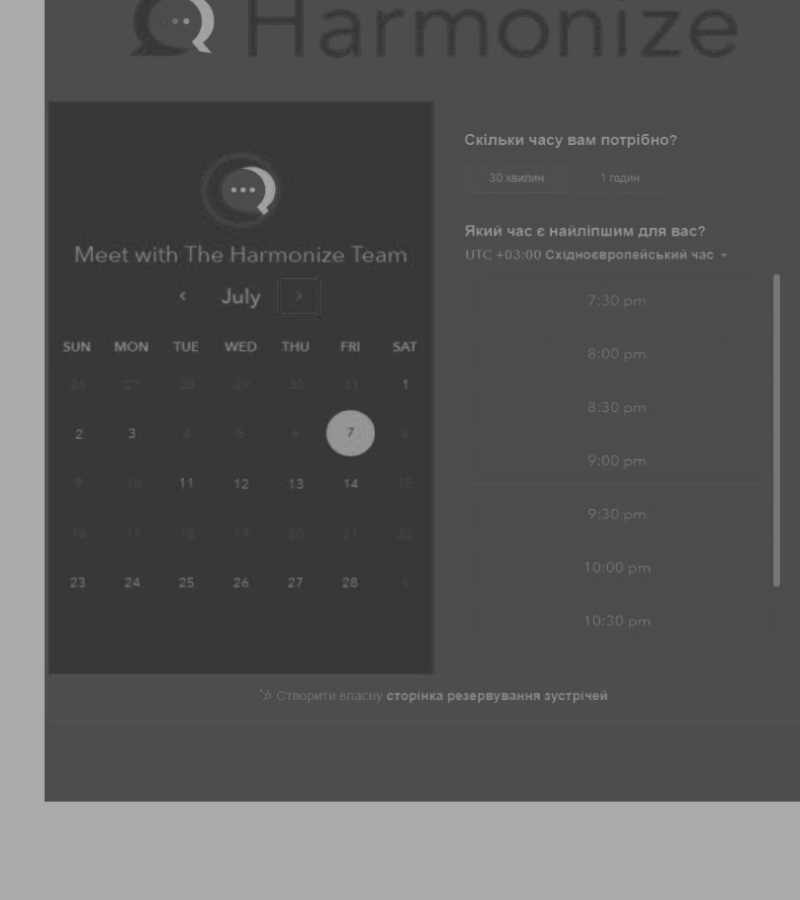 Harmonize
Meet with The Harmonize Team
July
SUN MON TUE WED THU FRI SAT
26 27 28 29 30 31 1
2 3 4 5 6 7 8
9 10 11 12 13 14 15
16 17 18 19 20 21 22
23 24 25 26 27 28 1
Скільки часу вам потрібно?
30 хвилин 1 годин
Який час є найліпшим для вас?
UTC +03:00 Східноєвропейський час
7:30 pm
8:00 pm
8:30 pm
9:00 pm
9:30 pm
10:00 pm
10:30 pm
Створити власну сторінка резервування зустрічей